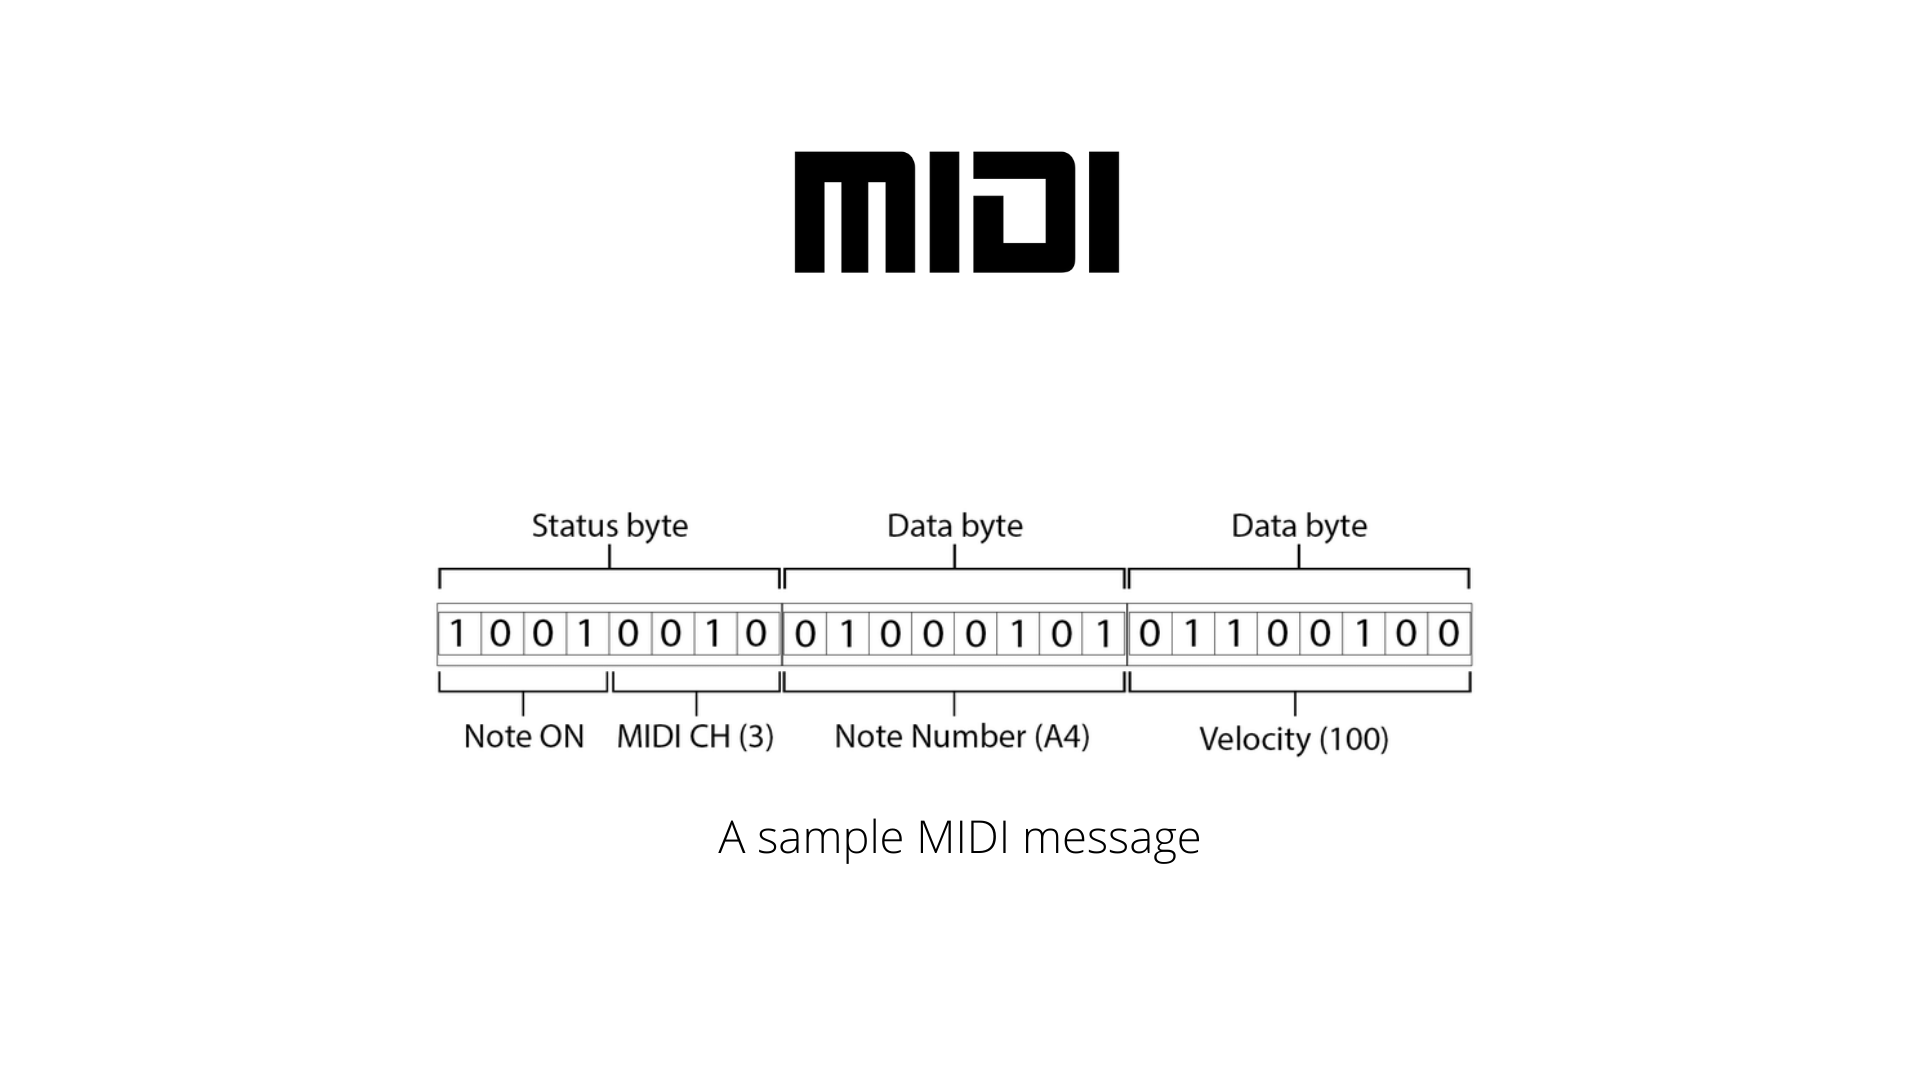 MIDI
Status byte Data byte Data byte
1 0 0 1 0 0 1 0 0 1 0 0 0 1 0 1 0 1 1 0 0 1 0 0
Note ON MIDI CH (3) Note Number (A4) Velocity (100)
A sample MIDI message